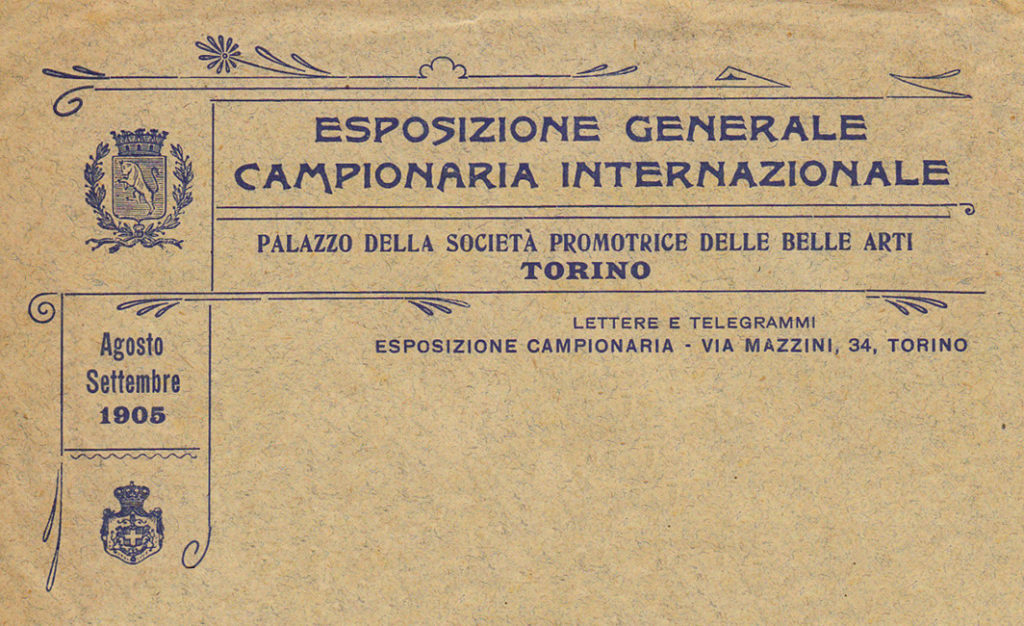 ESPOSIZIONE GENERALE
CAMPIONARIA INTERNAZIONALE
PALAZZO DELLA SOCIETÀ PROMOTRICE DELLE BELLE ARTI
TORINO
LETTERE E TELEGRAMMI
ESPOSIZIONE CAMPIONARIA - VIA MAZZINI, 34, TORINO
Agosto
Settembre
1905